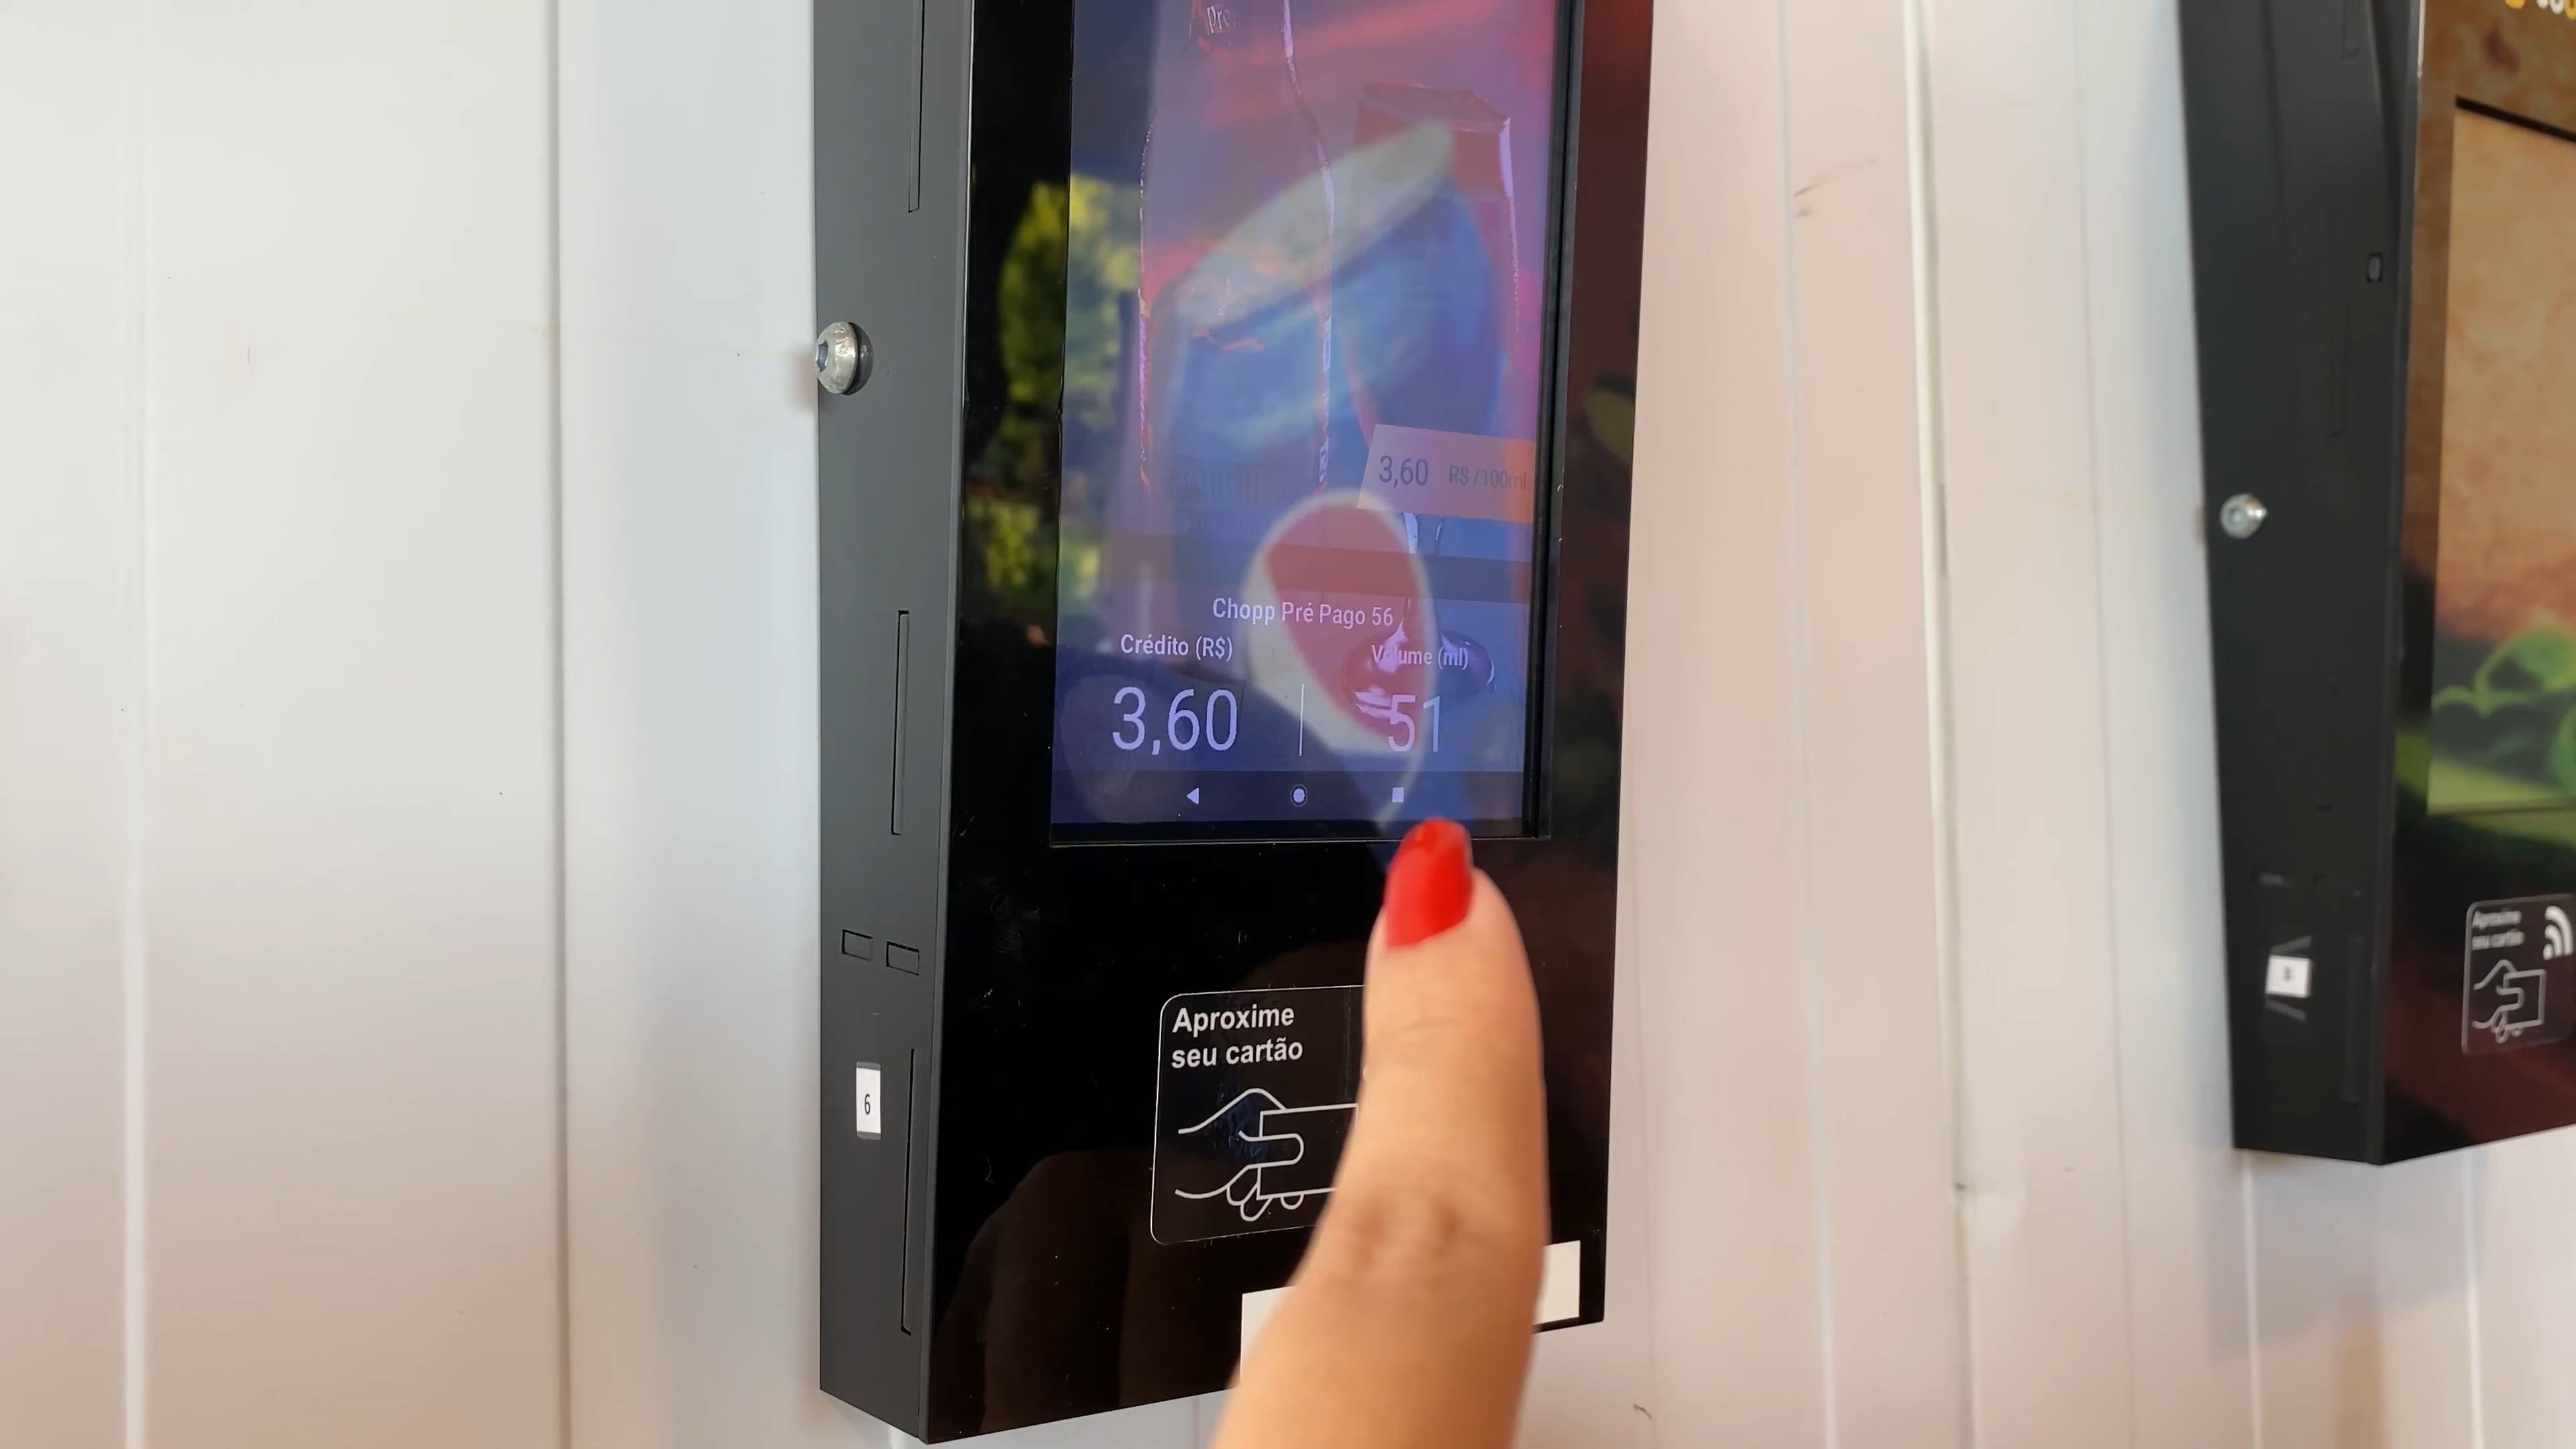 3,60 R$ /100ml
Chopp Pré Pago 56
Crédito (R$)
Volume (ml)
3,60
51
Aproxime
seu cartão
6
Aproxime
seu cartão